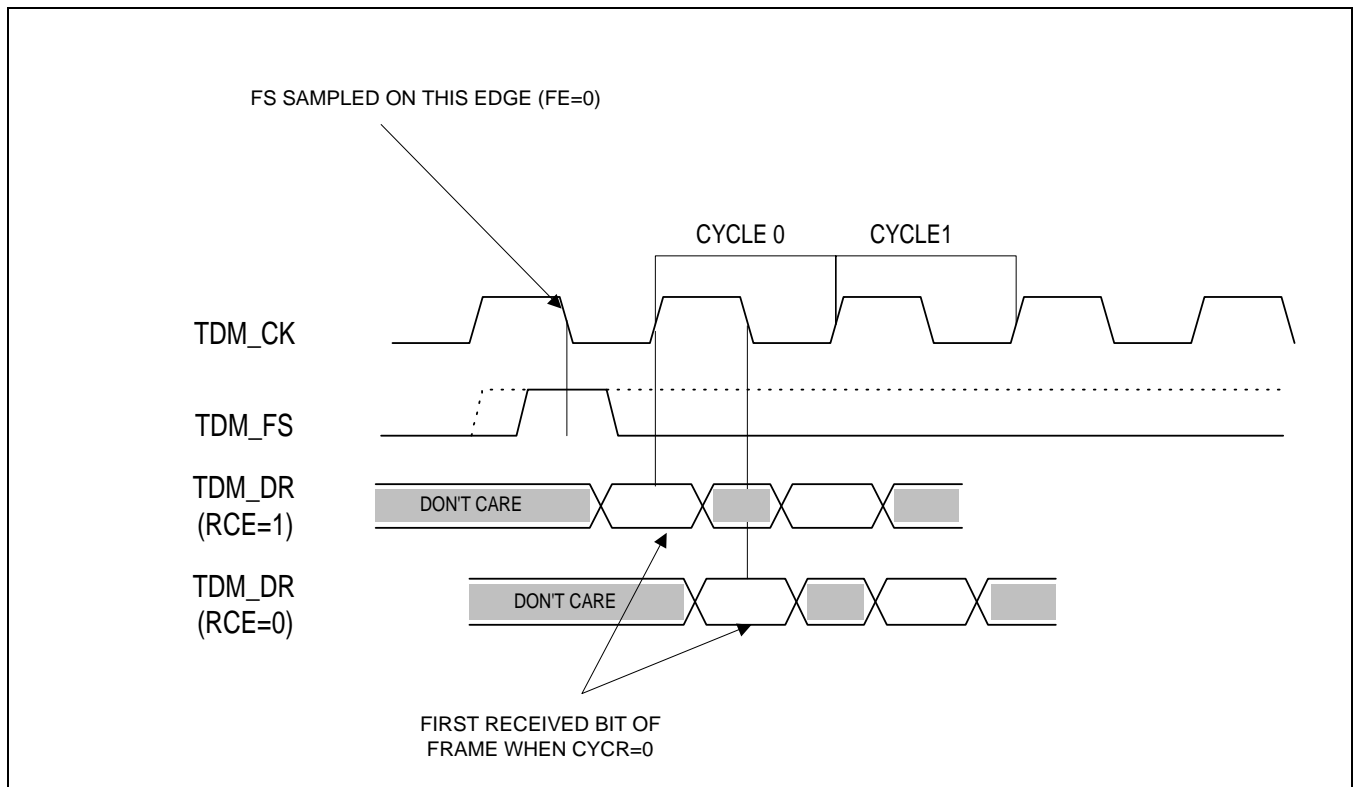 FS SAMPLED ON THIS EDGE (FE=0)
CYCLE 0
CYCLE1
TDM_CK
TDM_FS
TDM_DR
(RCE=1)
DON'T CARE
TDM_DR
(RCE=0)
DON'T CARE
FIRST RECEIVED BIT OF
FRAME WHEN CYCR=0